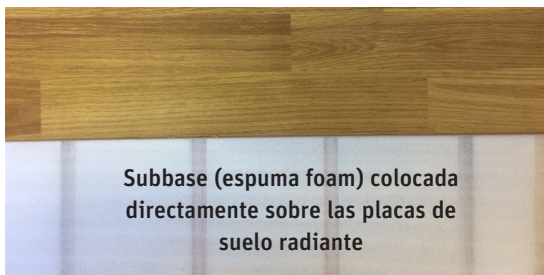 Subbase (espuma foam) colocada
directamente sobre las placas de
suelo radiante